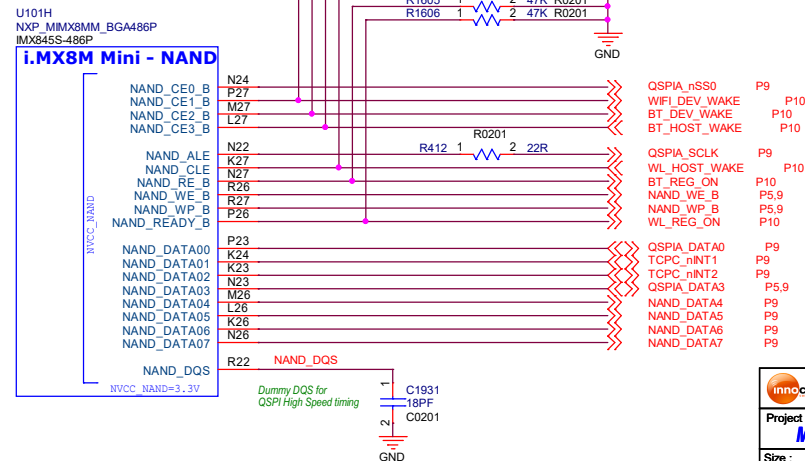 R1605 1 2 47K R0201
R1606 1 2 47K R0201
GND
U101H
NXP_MIMX8MM_BGA486P
IMX845S-486P
i.MX8M Mini - NAND
NVCC_NAND
NAND_CE0_B N24 QSPIA_nSS0 P9
NAND_CE1_B P27 WIFI_DEV_WAKE P10
NAND_CE2_B M27 BT_DEV_WAKE P10
NAND_CE3_B L27 BT_HOST_WAKE P10
R0201
NAND_ALE N22 R412 1 2 22R QSPIA_SCLK P9
NAND_CLE K27 WL_HOST_WAKE P10
NAND_RE_B N27 BT_REG_ON P10
NAND_WE_B R26 NAND_WE_B P5,9
NAND_WP_B R27 NAND_WP_B P5,9
NAND_READY_B P26 WL_REG_ON P10
NAND_DATA00 P23 QSPIA_DATA0 P9
NAND_DATA01 K24 TCPC_nINT1 P9
NAND_DATA02 K23 TCPC_nINT2 P9
NAND_DATA03 N23 QSPIA_DATA3 P5,9
NAND_DATA04 M26 NAND_DATA4 P9
NAND_DATA05 L26 NAND_DATA5 P9
NAND_DATA06 K26 NAND_DATA6 P9
NAND_DATA07 N26 NAND_DATA7 P9
NAND_DQS R22 NAND_DQS
NVCC_NAND=3.3V
Dummy DQS for
QSPI High Speed timing
1 C1931
18PF
2 C0201
GND
Project
Size :